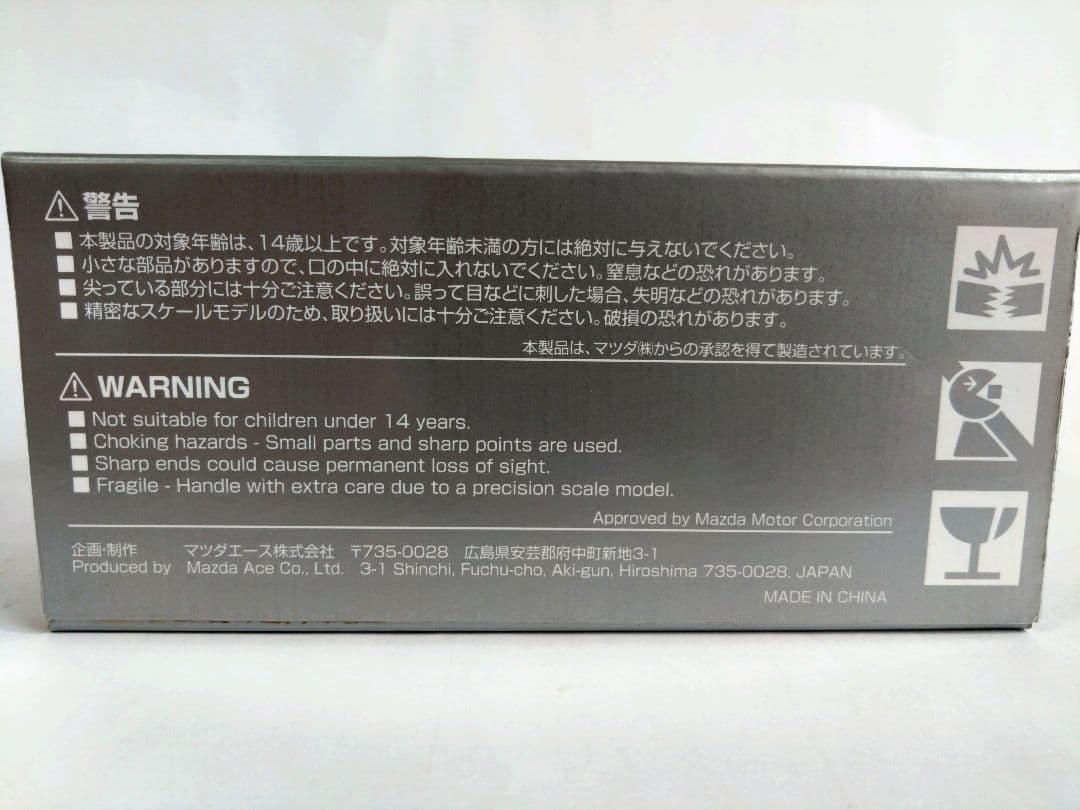 ⚠警告
■本製品の対象年齢は、14歳以上です。対象年齢未満の方には絶対に与えないでください。
■小さな部品がありますので、口の中に絶対に入れないでください。窒息などの恐れがあります。
■尖っている部分には十分ご注意ください。誤って目などに刺した場合、失明などの恐れがあります。
■精密なスケールモデルのため、取り扱いには十分ご注意ください。破損の恐れがあります。
本製品は、マツダ㈱からの承認を得て製造されています。
⚠WARNING
■Not suitable for children under 14 years.
■Choking hazards - Small parts and sharp points are used.
■Sharp ends could cause permanent loss of sight.
■Fragile - Handle with extra care due to a precision scale model.
Approved by Mazda Motor Corporation
企画・制作 マツダエース株式会社 〒735-0028 広島県安芸郡府中町新地3-1
Produced by Mazda Ace Co., Ltd. 3-1 Shinchi, Fuchu-cho, Aki-gun, Hiroshima 735-0028, JAPAN
MADE IN CHINA